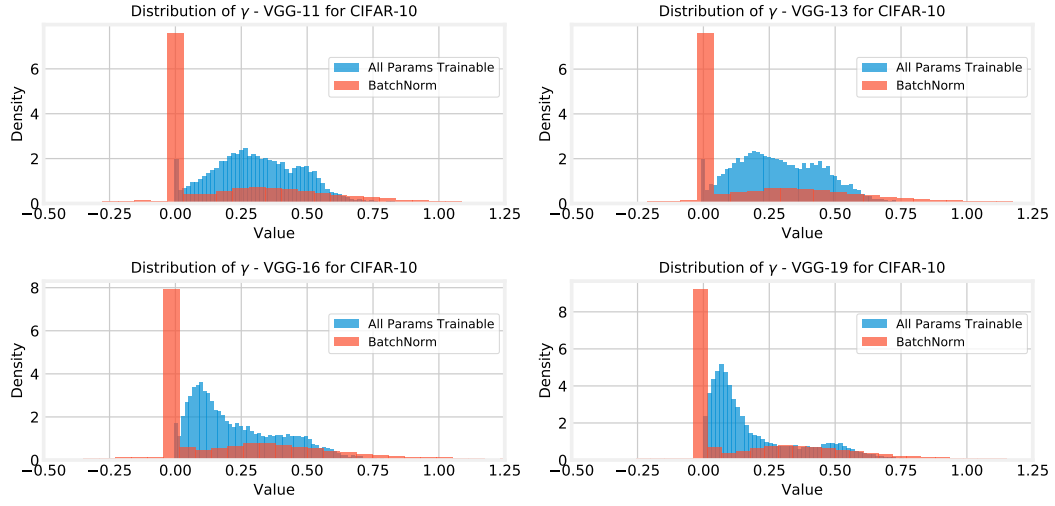 Distribution of γ - VGG-11 for CIFAR-10
Density
6
4
2
0
All Params Trainable
BatchNorm
−0.50 −0.25 0.00 0.25 0.50 0.75 1.00 1.25
Value
Distribution of γ - VGG-13 for CIFAR-10
Density
6
4
2
0
All Params Trainable
BatchNorm
−0.50 −0.25 0.00 0.25 0.50 0.75 1.00 1.25
Value
Distribution of γ - VGG-16 for CIFAR-10
Density
8
6
4
2
0
All Params Trainable
BatchNorm
−0.50 −0.25 0.00 0.25 0.50 0.75 1.00 1.25
Value
Distribution of γ - VGG-19 for CIFAR-10
Density
8
6
4
2
0
All Params Trainable
BatchNorm
−0.50 −0.25 0.00 0.25 0.50 0.75 1.00 1.25
Value